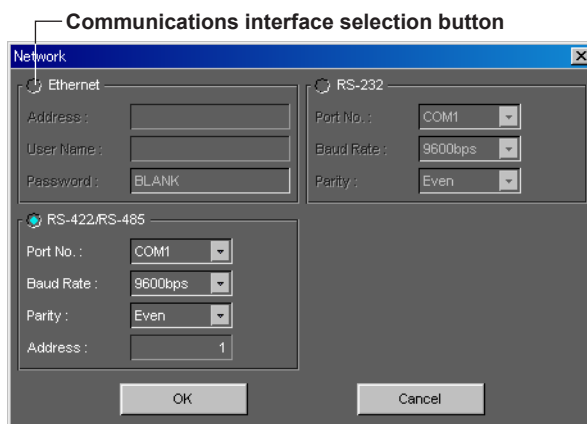 Communications interface selection button
Network
Ethernet
Address :
User Name :
Password : BLANK
RS-232
Port No. : COM1
Baud Rate : 9600bps
Parity : Even
RS-422/RS-485
Port No. : COM1
Baud Rate : 9600bps
Parity : Even
Address : 1
OK
Cancel